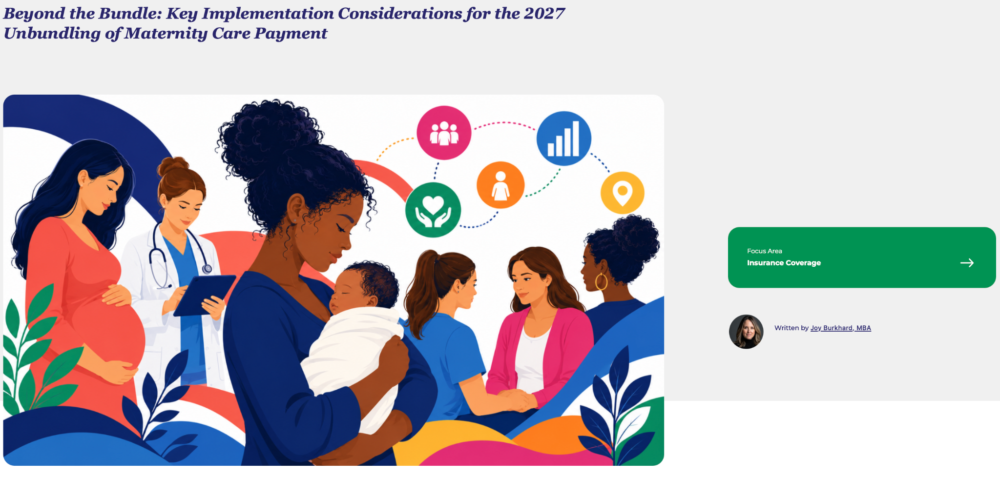 Beyond the Bundle: Key Implementation Considerations for the 2027
Unbundling of Maternity Care Payment
Focus Area
Insurance Coverage
Written by Joy Burkhard, MBA